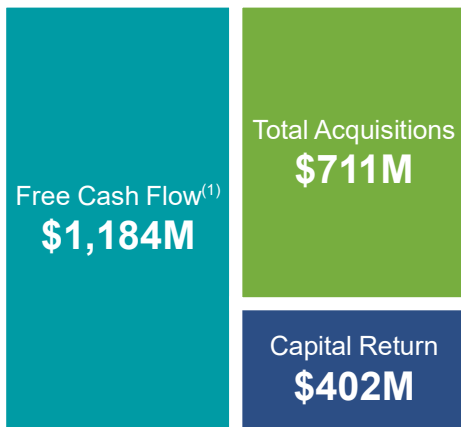 Free Cash Flow(1)
$1,184M
Total Acquisitions
$711M
Capital Return
$402M